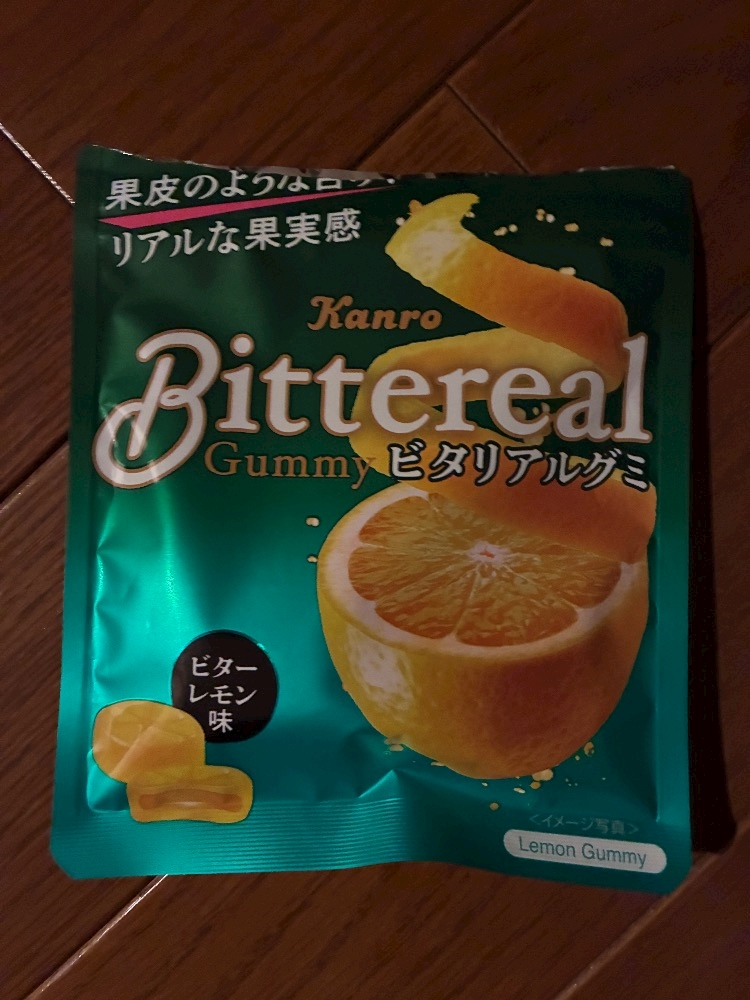 果皮のような
リアルな果実感
Kanro
Bittereal
Gummy ビタリアルグミ
ビター
レモン
味
<イメージ写真>
Lemon Gummy